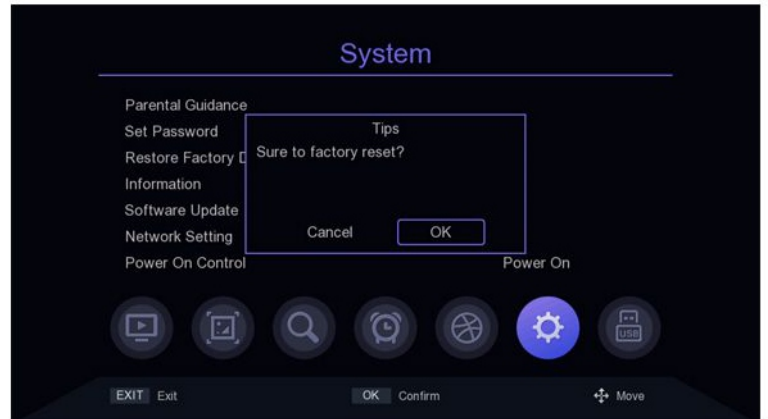 System
Parental Guidance
Set Password
Restore Factory D
Information
Software Update
Network Setting
Power On Control Power On
Tips
Sure to factory reset?
Cancel OK
USB
EXIT Exit OK Confirm Move